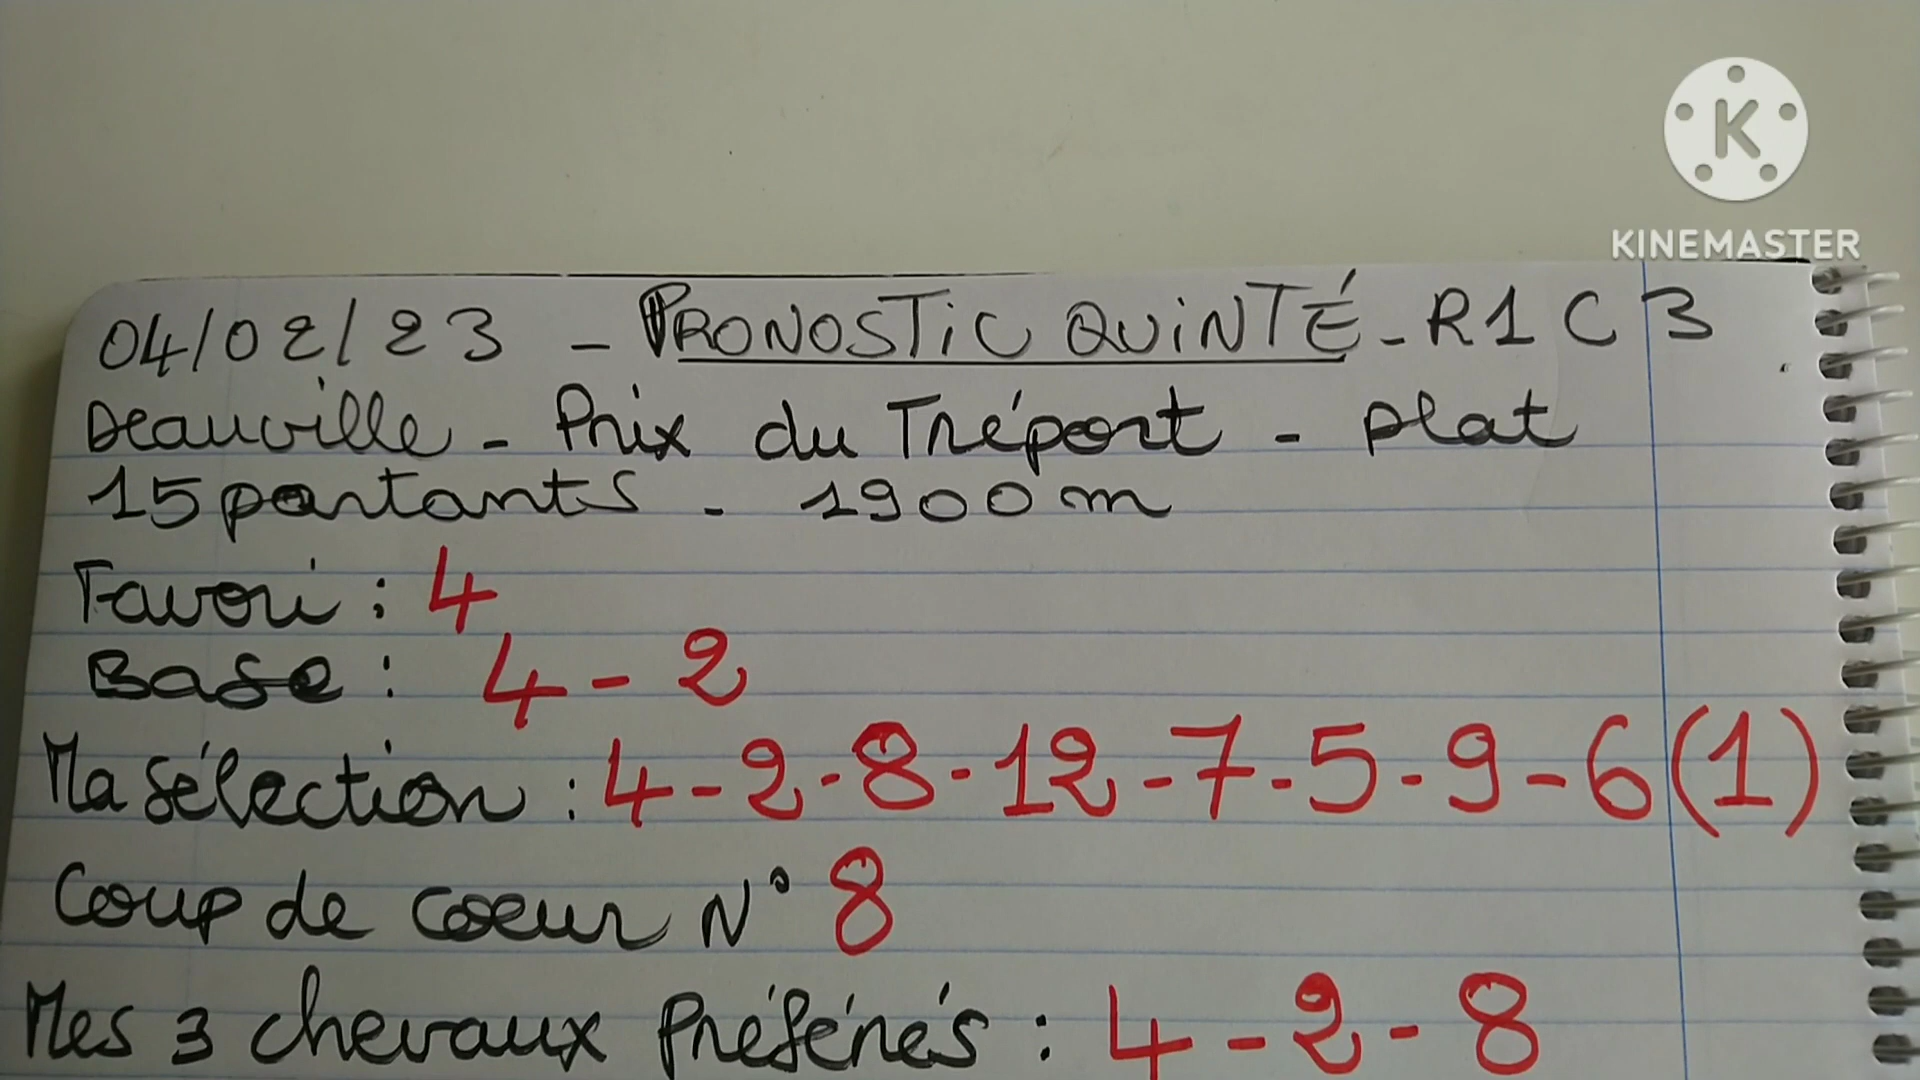 K
KINEMASTER
04/02/23 - PRONOSTIC QUINTÉ - R1 C3
Deauville - Prix du Tréport - plat
15 partants - 1900 m
Favori : 4
Base : 4 - 2
Ma sélection : 4 - 2 - 8 - 12 - 7 - 5 - 9 - 6 (1)
Coup de coeur N° 8
Mes 3 chevaux préférés : 4 - 2 - 8